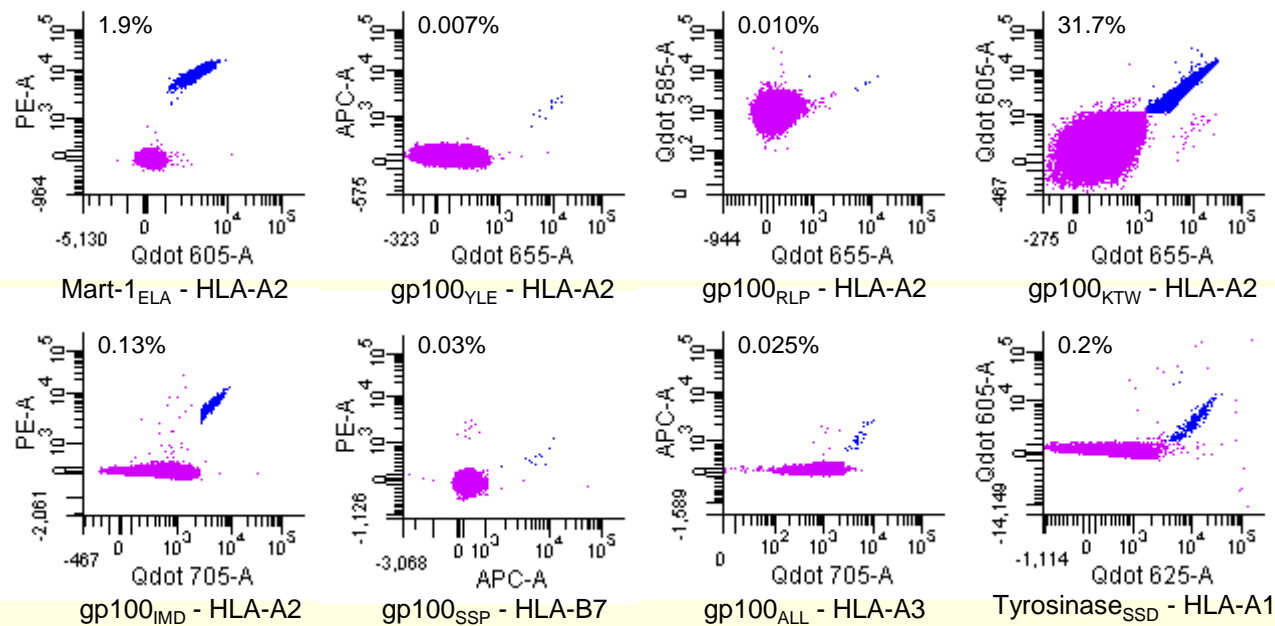 1.9%
PE-A
10^3 10^4 10^5
0
-964
-5,130
0 10^4 10^5
Qdot 605-A
Mart-1_ELA - HLA-A2
0.007%
APC-A
10^3 10^4 10^5
0
-575
-323
0 10^3 10^4 10^5
Qdot 655-A
gp100_YLE - HLA-A2
0.010%
Qdot 585-A
10^2 10^3 10^4 10^5
0
-944
0 10^3 10^4 10^5
Qdot 655-A
gp100_RLP - HLA-A2
31.7%
Qdot 605-A
0 10^3 10^4 10^5
-467
-275
0 10^3 10^4 10^5
Qdot 655-A
gp100_KTW - HLA-A2
0.13%
PE-A
0 10^3 10^4 10^5
-2,061
-467
0 10^3 10^4 10^5
Qdot 705-A
gp100_IMD - HLA-A2
0.03%
PE-A
0 10^3 10^4 10^5
-1,126
-3,068
0 10^3 10^4 10^5
APC-A
gp100_SSP - HLA-B7
0.025%
APC-A
0 10^3 10^4 10^5
-1,589
0 10^2 10^3 10^4 10^5
Qdot 705-A
gp100_ALL - HLA-A3
0.2%
Qdot 605-A
0 10^4 10^5
-14,149
-1,114
0 10^3 10^4 10^5
Qdot 625-A
Tyrosinase_SSD - HLA-A1